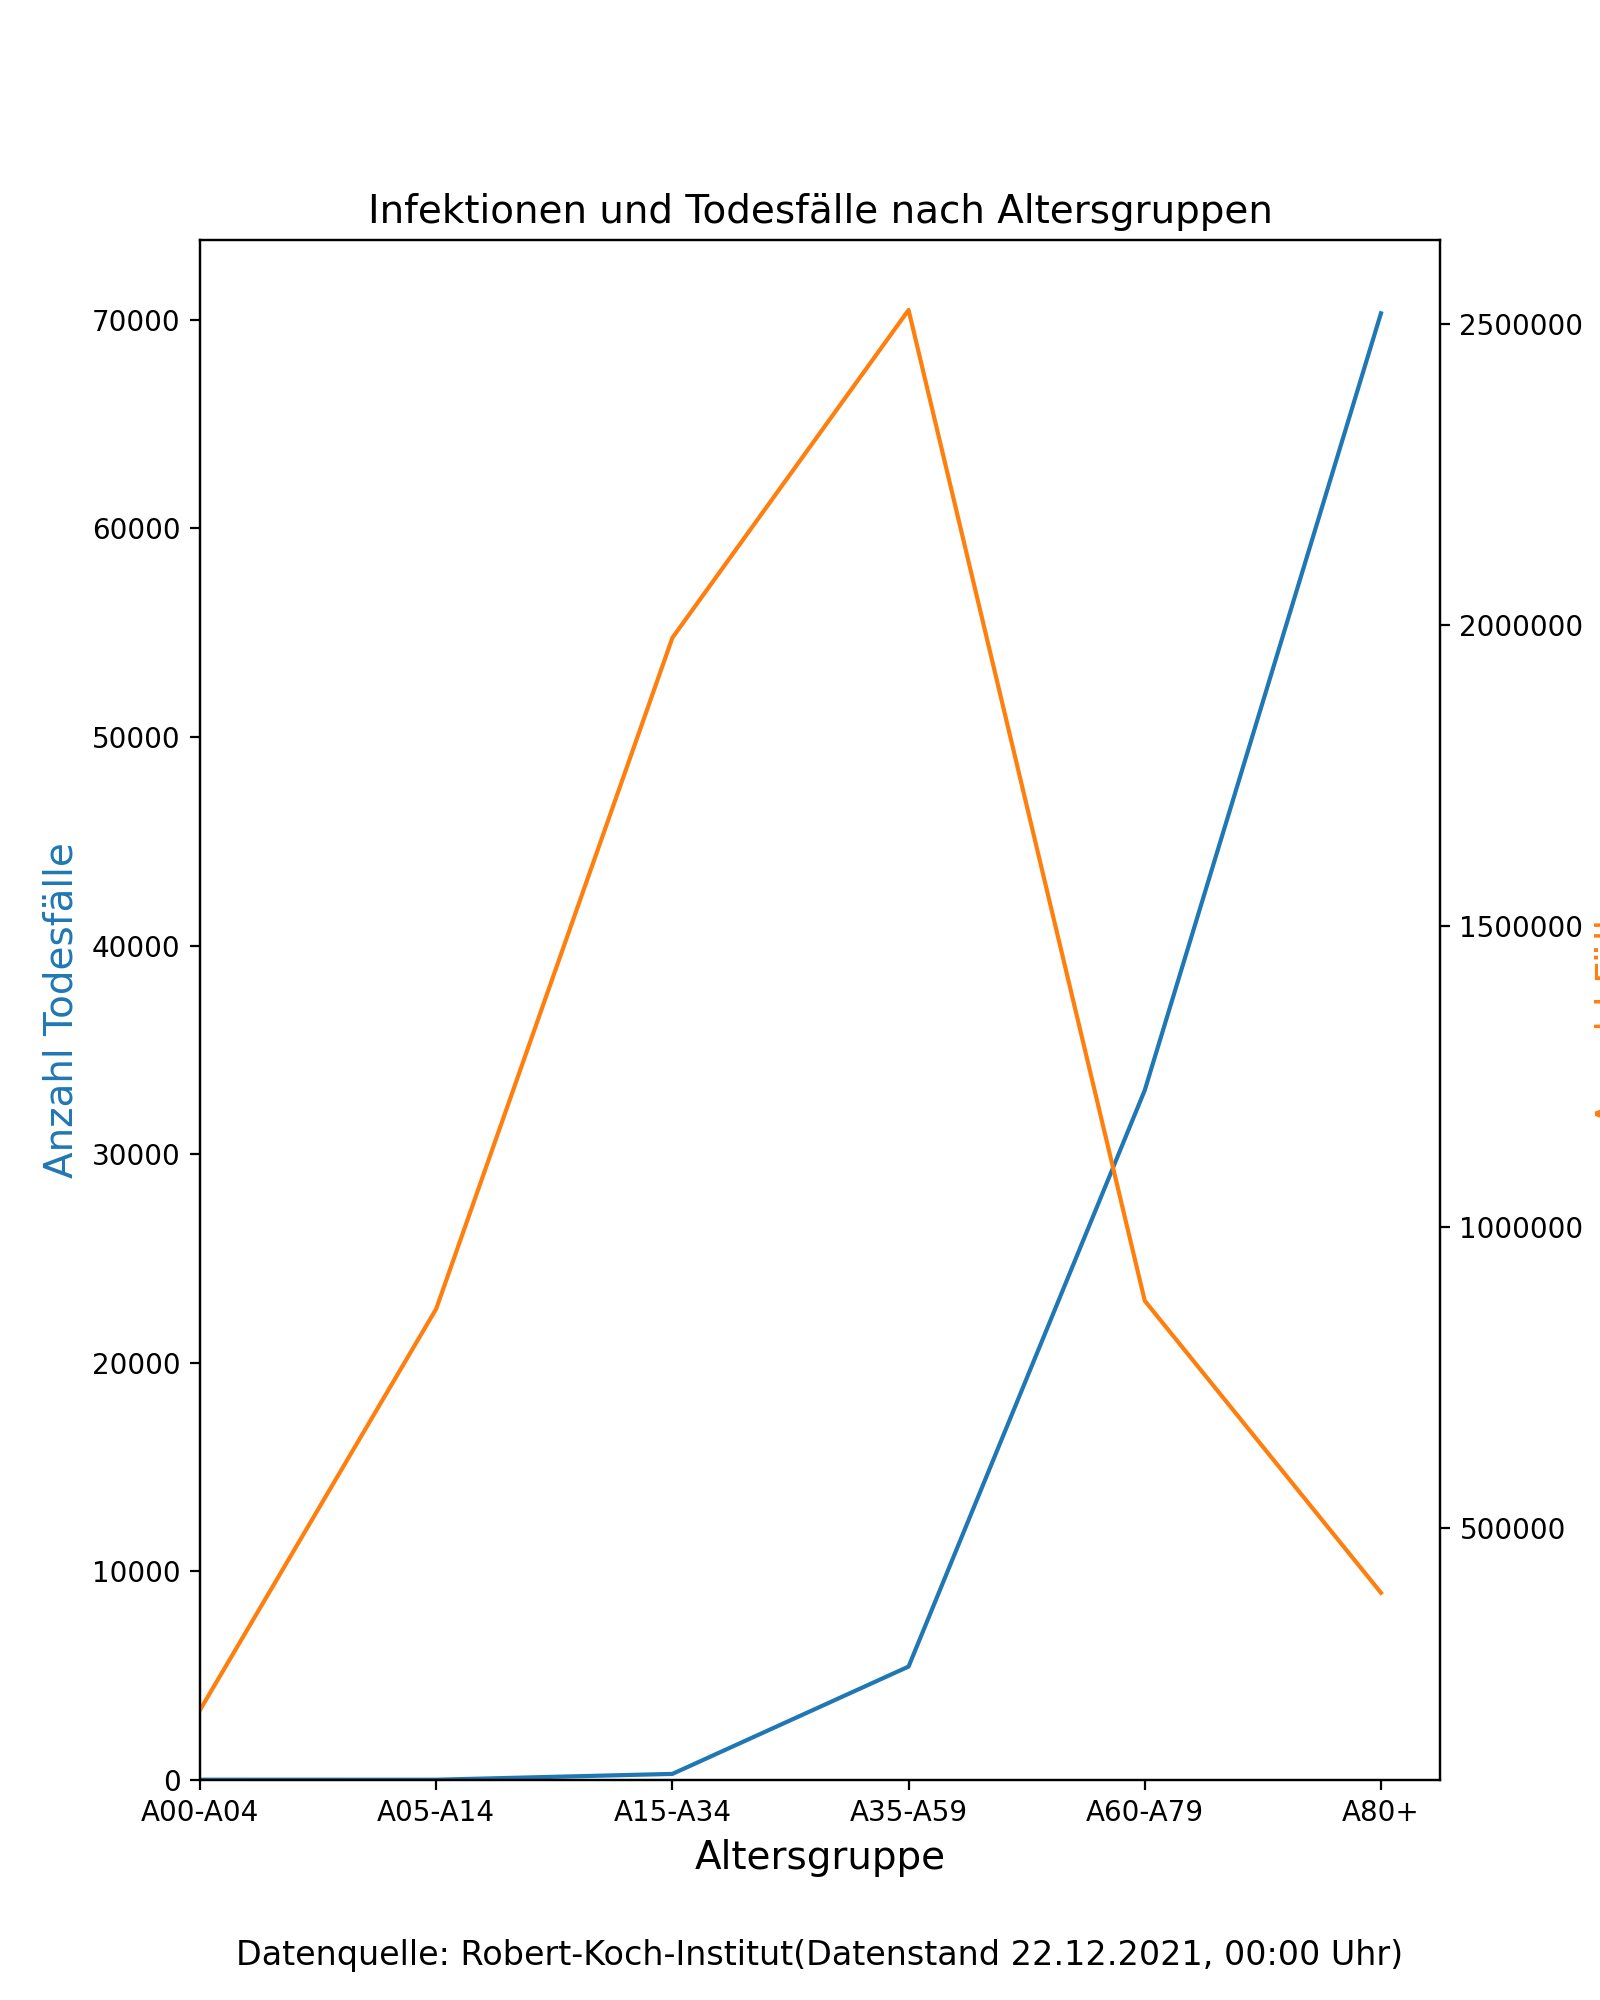 Infektionen und Todesfälle nach Altersgruppen
70000
60000
50000
40000
30000
20000
10000
0
Anzahl Todesfälle
2500000
2000000
1500000
1000000
500000
A00-A04 A05-A14 A15-A34 A35-A59 A60-A79 A80+
Altersgruppe
Datenquelle: Robert-Koch-Institut(Datenstand 22.12.2021, 00:00 Uhr)